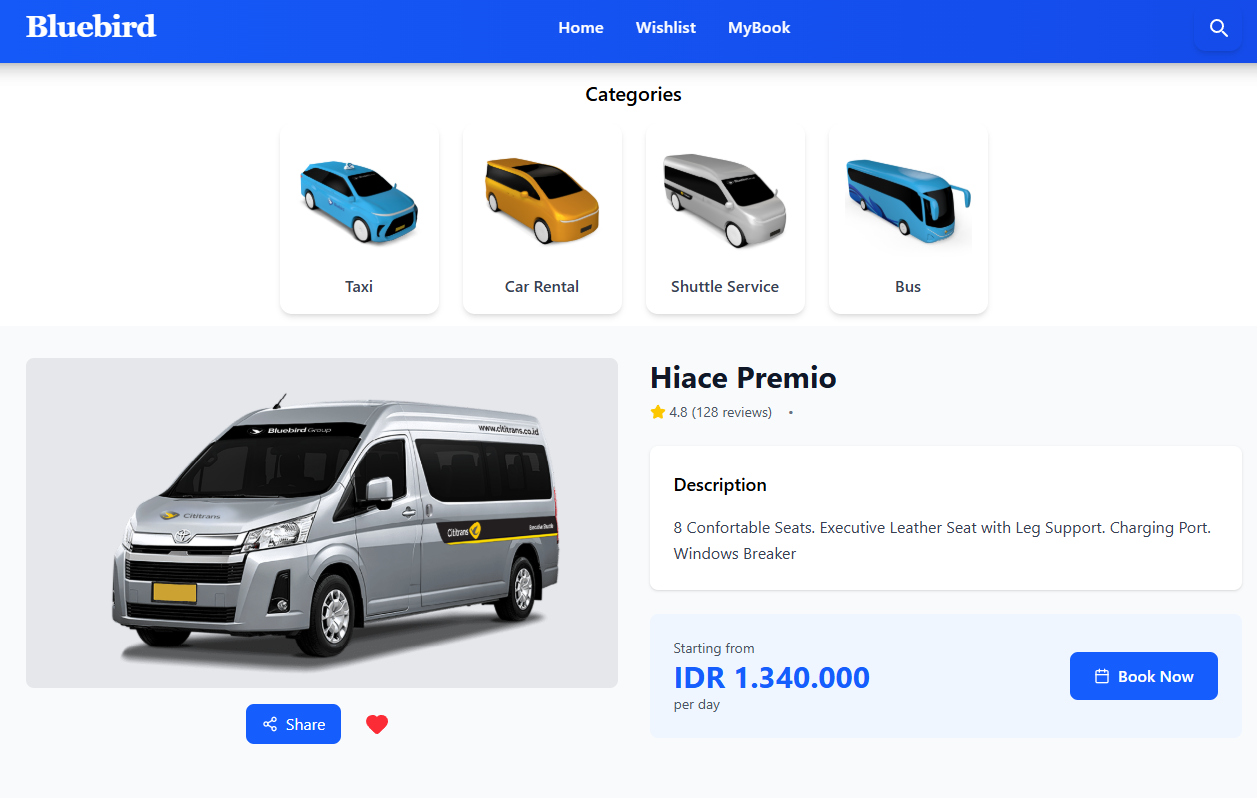 Bluebird
Home Wishlist MyBook
Categories
Taxi
Car Rental
Shuttle Service
Bus
Bluebird Group
www.cititrans.co.id
Cititrans
Cititrans
Executive Shuttle
Share
Hiace Premio
4.8 (128 reviews) •
Description
8 Confortable Seats. Executive Leather Seat with Leg Support. Charging Port.
Windows Breaker
Starting from
IDR 1.340.000
per day
Book Now